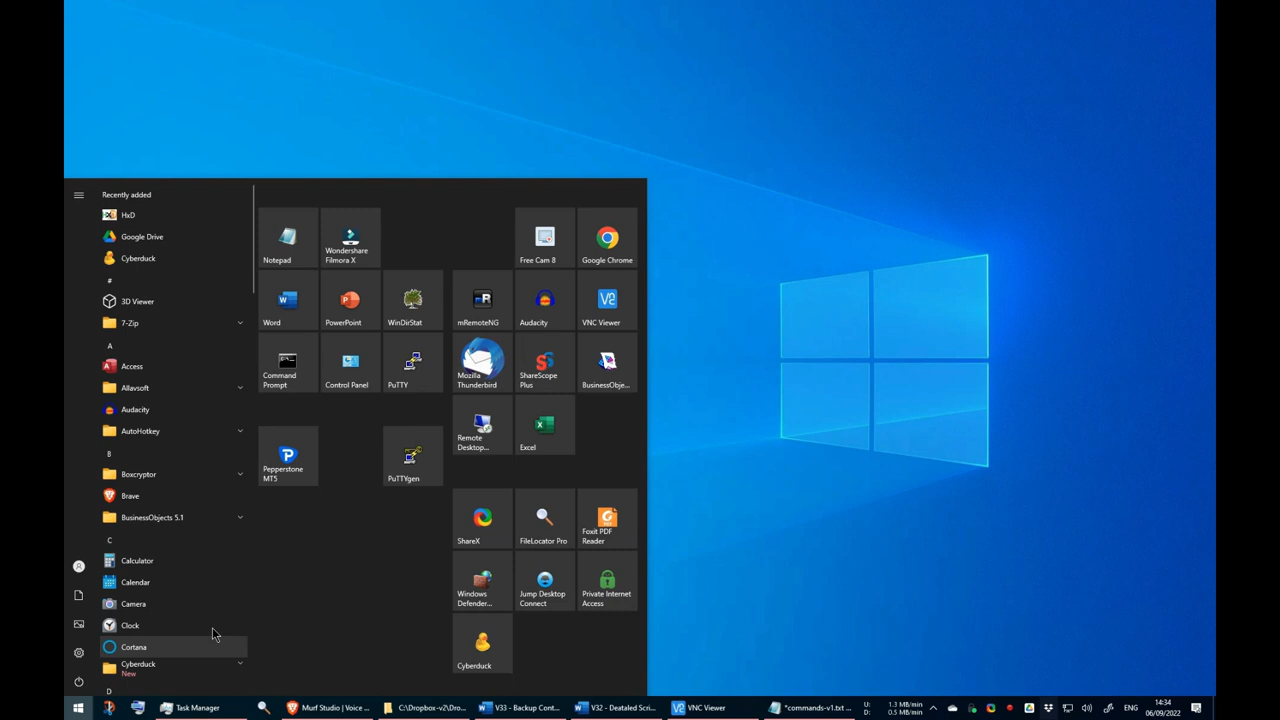 Recently added
HxD
Google Drive
Cyberduck
#
3D Viewer
7-Zip
A
Access
Allavsoft
Audacity
AutoHotkey
B
Boxcryptor
Brave
BusinessObjects 5.1
C
Calculator
Calendar
Camera
Clock
Cortana
Cyberduck
New
D
Notepad
Wondershare
Filmora X
Free Cam 8
Google Chrome
Word
PowerPoint
WinDirStat
mRemoteNG
Audacity
VNC Viewer
Command
Prompt
Control Panel
PuTTY
Mozilla
Thunderbird
ShareScope
Plus
BusinessObje...
Remote
Desktop...
Excel
Pepperstone
MT5
PuTTYgen
ShareX
FileLocator Pro
Foxit PDF
Reader
Windows
Defender...
Jump Desktop
Connect
Private Internet
Access
Cyberduck
Task Manager
Murf Studio | Voice ...
C:\Dropbox-v2\Dro...
V33 - Backup Cont...
V32 - Deataled Scri...
VNC Viewer
*commands-v1.txt ...
U: 1.3 MB/min
D: 0.5 MB/min
ENG
14:34
06/09/2022